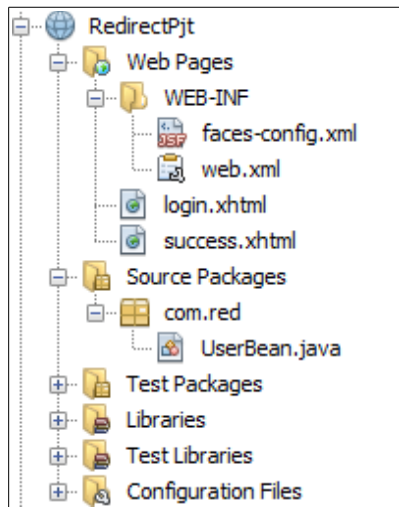 RedirectPjt
Web Pages
WEB-INF
faces-config.xml
web.xml
login.xhtml
success.xhtml
Source Packages
com.red
UserBean.java
Test Packages
Libraries
Test Libraries
Configuration Files